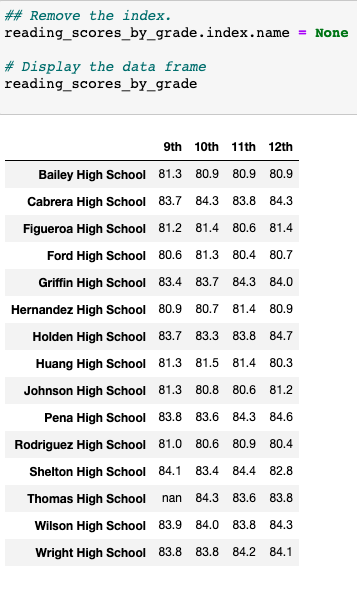 ## Remove the index.
reading_scores_by_grade.index.name = None
# Display the data frame
reading_scores_by_grade
9th 10th 11th 12th
Bailey High School 81.3 80.9 80.9 80.9
Cabrera High School 83.7 84.3 83.8 84.3
Figueroa High School 81.2 81.4 80.6 81.4
Ford High School 80.6 81.3 80.4 80.7
Griffin High School 83.4 83.7 84.3 84.0
Hernandez High School 80.9 80.7 81.4 80.9
Holden High School 83.7 83.3 83.8 84.7
Huang High School 81.3 81.5 81.4 80.3
Johnson High School 81.3 80.8 80.6 81.2
Pena High School 83.8 83.6 84.3 84.6
Rodriguez High School 81.0 80.6 80.9 80.4
Shelton High School 84.1 83.4 84.4 82.8
Thomas High School nan 84.3 83.6 83.8
Wilson High School 83.9 84.0 83.8 84.3
Wright High School 83.8 83.8 84.2 84.1